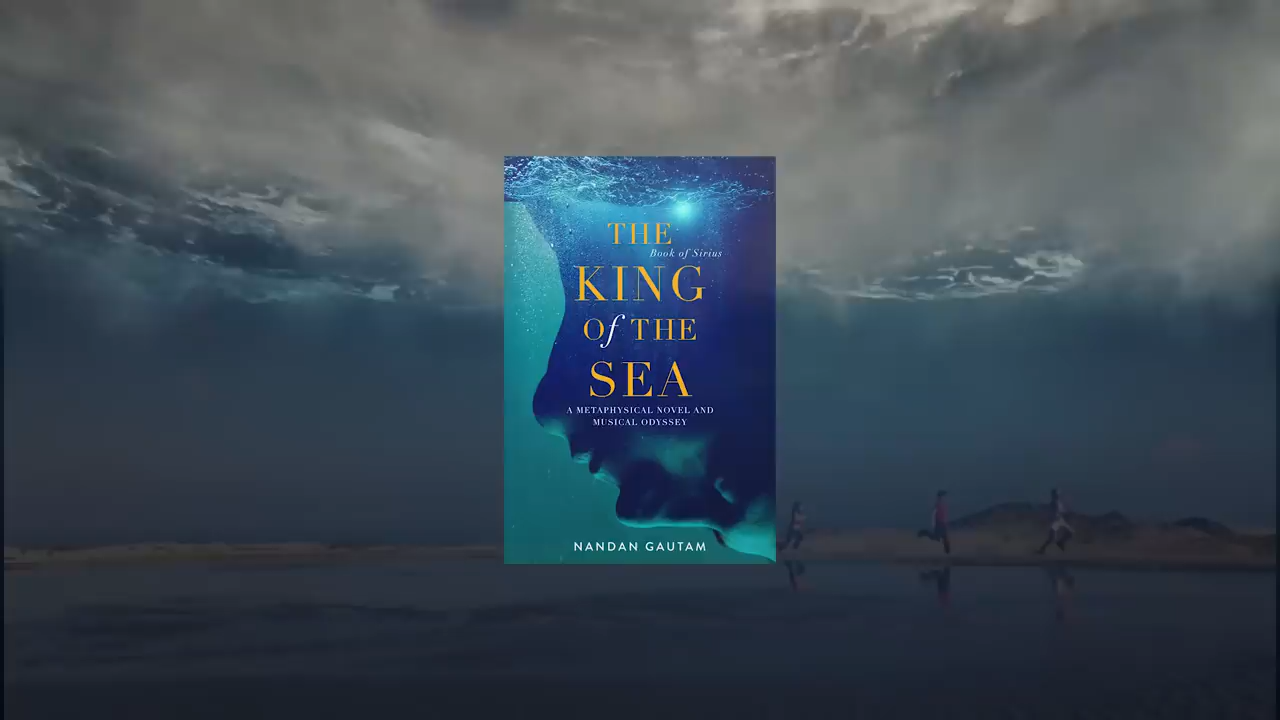 THE
Book of Sirius
KING
Of THE
SEA
A METAPHYSICAL NOVEL AND
MUSICAL ODYSSEY
NANDAN GAUTAM